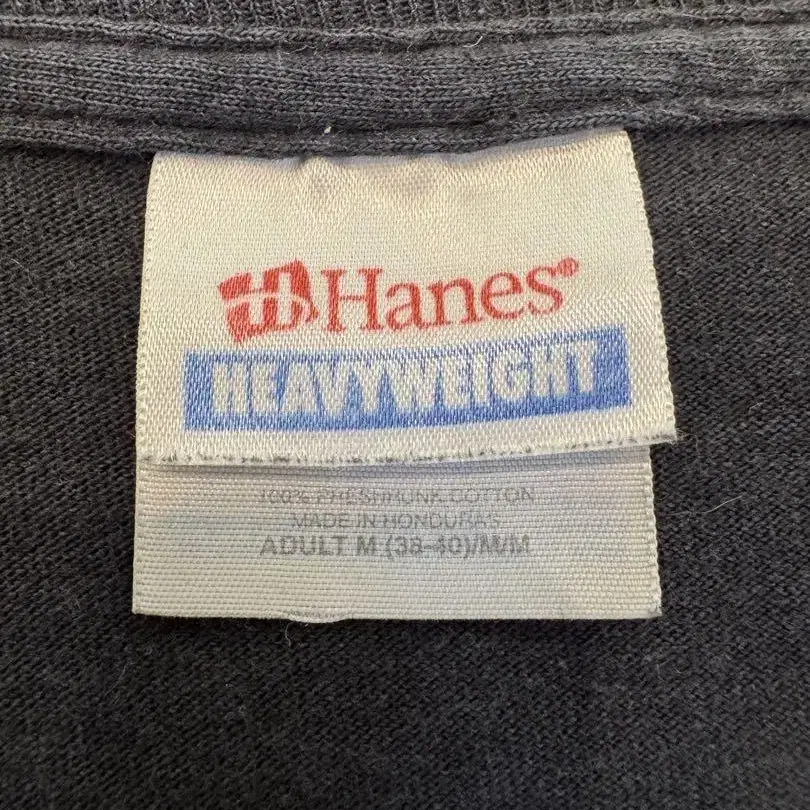 Hanes®
HEAVYWEIGHT
100% PRESHRUNK COTTON
MADE IN HONDURAS
ADULT M (38-40)/M/M